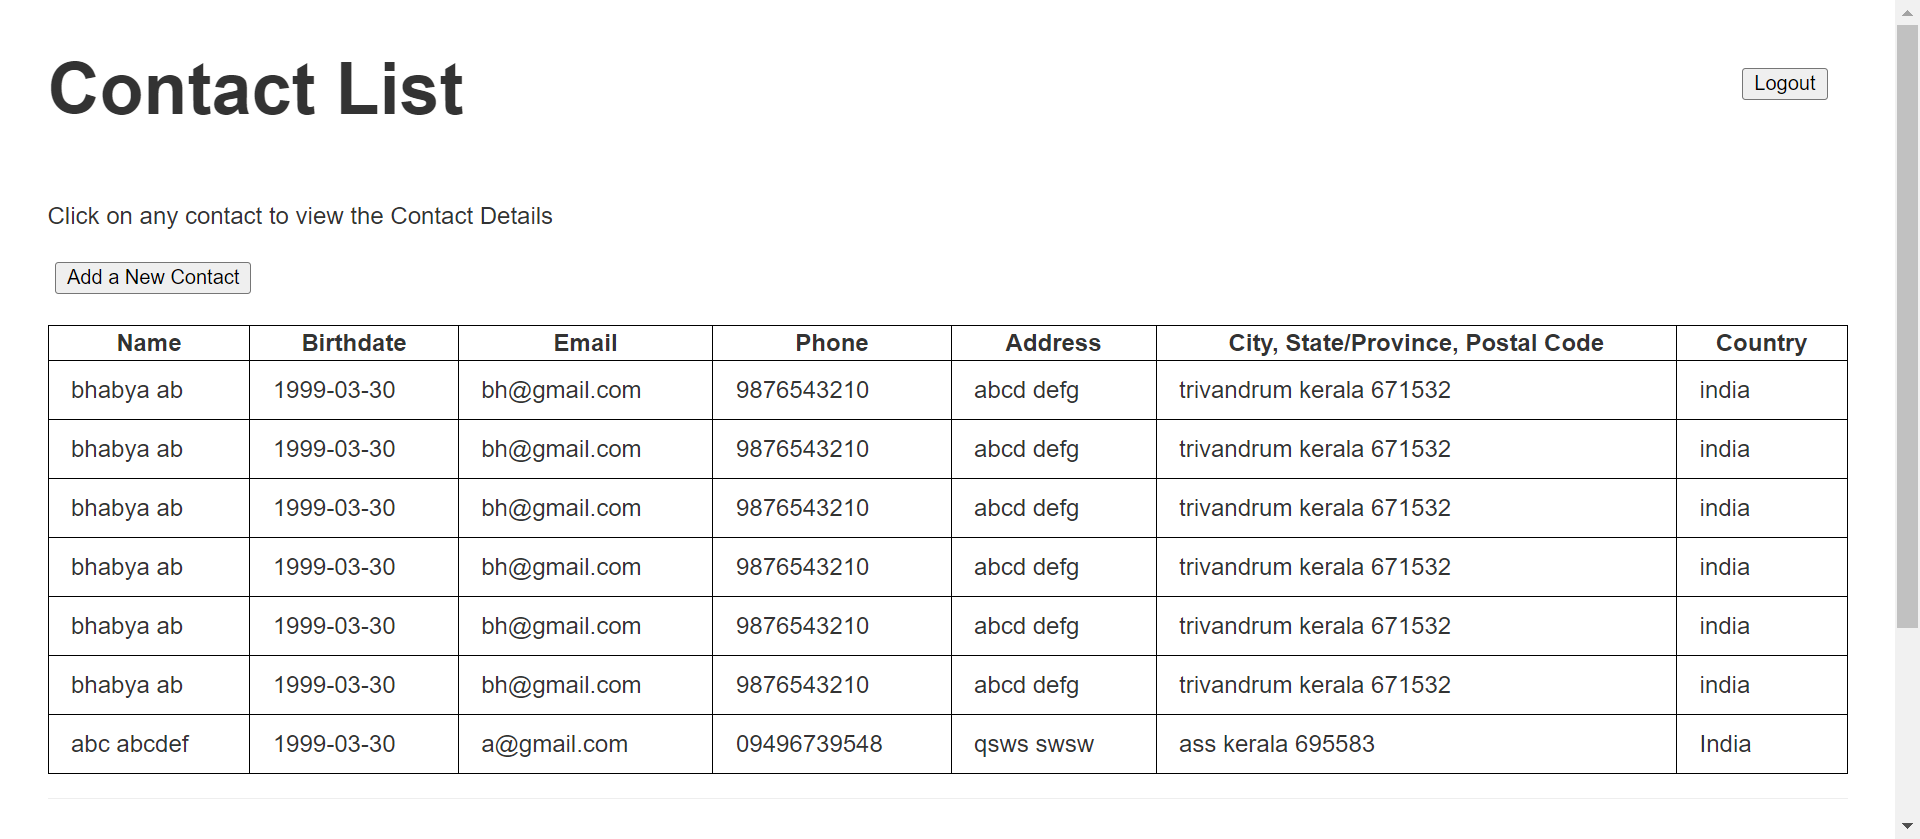 Contact List
Logout
Click on any contact to view the Contact Details
Add a New Contact
Name Birthdate Email Phone Address City, State/Province, Postal Code Country
bhabya ab 1999-03-30 bh@gmail.com 9876543210 abcd defg trivandrum kerala 671532 india
bhabya ab 1999-03-30 bh@gmail.com 9876543210 abcd defg trivandrum kerala 671532 india
bhabya ab 1999-03-30 bh@gmail.com 9876543210 abcd defg trivandrum kerala 671532 india
bhabya ab 1999-03-30 bh@gmail.com 9876543210 abcd defg trivandrum kerala 671532 india
bhabya ab 1999-03-30 bh@gmail.com 9876543210 abcd defg trivandrum kerala 671532 india
bhabya ab 1999-03-30 bh@gmail.com 9876543210 abcd defg trivandrum kerala 671532 india
abc abcdef 1999-03-30 a@gmail.com 09496739548 qsws swsw ass kerala 695583 India